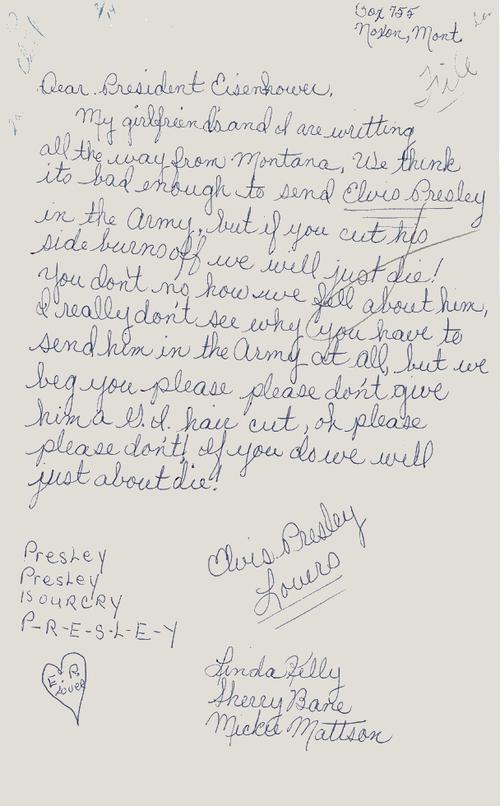 Box 755
Noxon, Mont
File
Dear President Eisenhower,
My girlfriend's and I are writting
all the way from Montana, We think
its bad enough to send Elvis Presley
in the Army, but if you cut his
side burns off we will just die!
You don't no how we fell about him,
I really don't see why you have to
send him in the Army at all, but we
beg you please please don't give
him a G.I. hair cut, oh please
please don't! If you do we will
just about die!
Elvis Presley
Lovers
Presley
Presley
IS OUR CRY
P-R-E-S-L-E-Y
E.P.
LOVER
Linda Kelly
Sherry Bane
Mickie Mattson